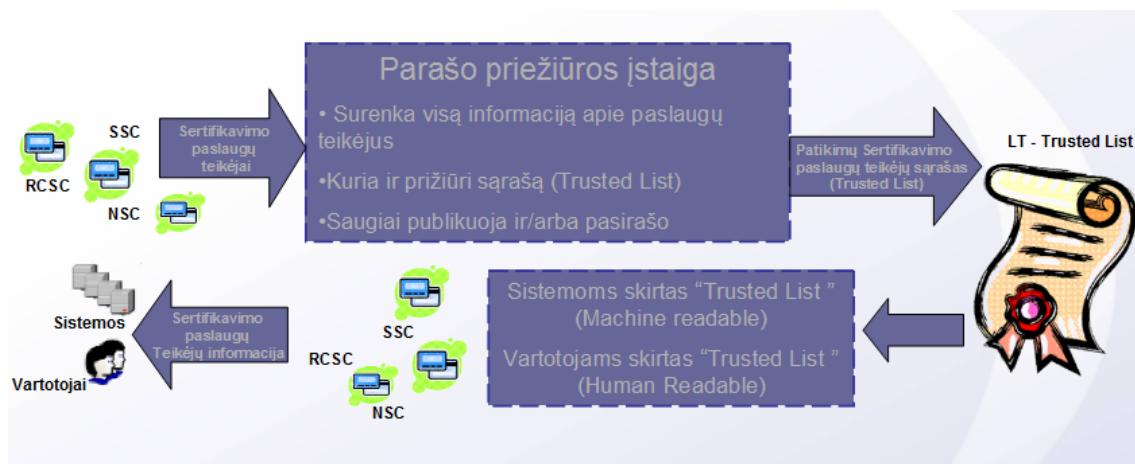 Parašo priežiūros įstaiga
• Surenka visą informaciją apie paslaugų
teikėjus
•Kuria ir prižiūri sąrašą (Trusted List)
•Saugiai publikuoja ir/arba pasirašo
SSC
RCSC
NSC
Sertifikavimo
paslaugų
teikėjai
Patikimų Sertifikavimo
paslaugų teikėjų sąrašas
(Trusted List)
LT - Trusted List
Sistemoms skirtas “Trusted List ”
(Machine readable)
Vartotojams skirtas “Trusted List ”
(Human Readable)
SSC
RCSC
NSC
Sertifikavimo
paslaugų
Teikėjų informacija
Sistemos
Vartotojai